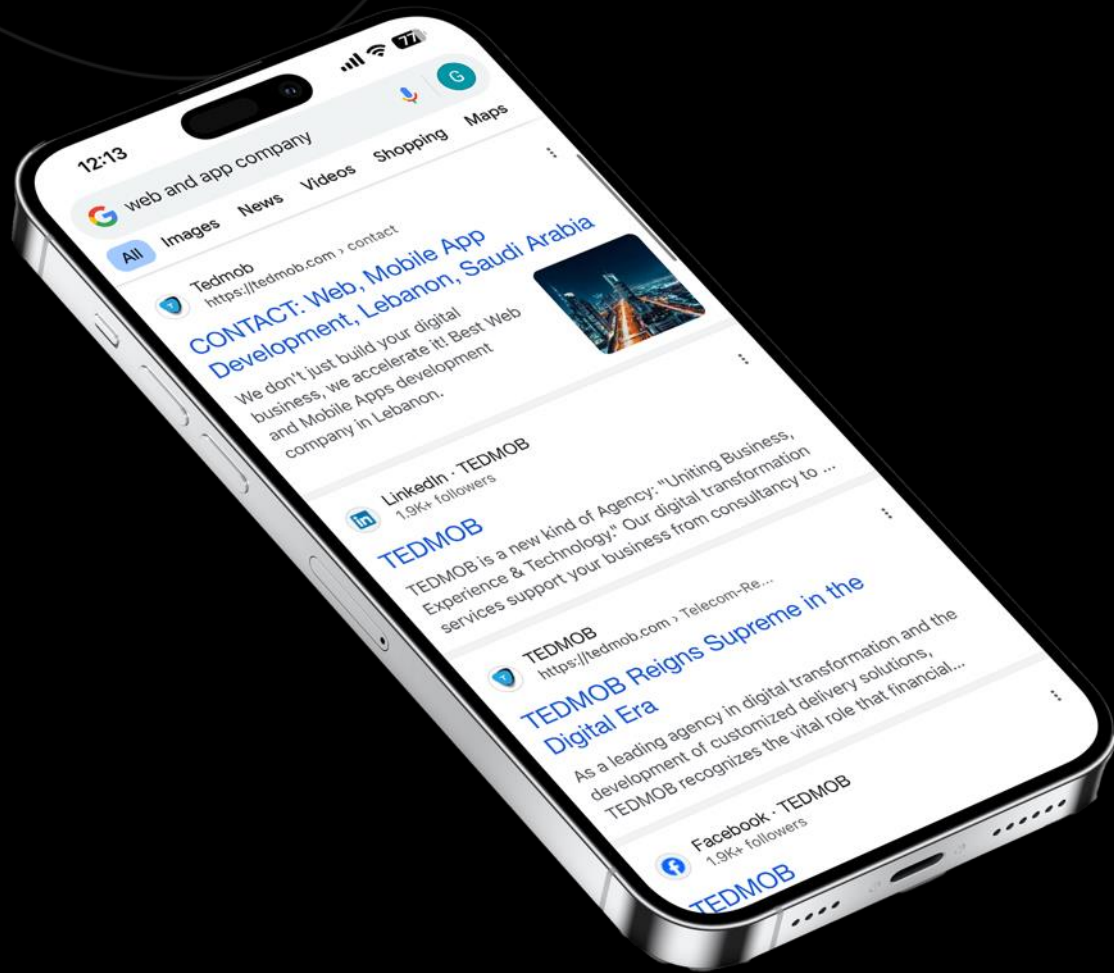 12:13
77
web and app company
G
All Images News Videos Shopping Maps
Tedmob
https://tedmob.com › contact
CONTACT: Web, Mobile App
Development, Lebanon, Saudi Arabia
We don't just build your digital
business, we accelerate it! Best Web
and Mobile Apps development
company in Lebanon.
LinkedIn · TEDMOB
1.9K+ followers
TEDMOB
TEDMOB is a new kind of Agency: "Uniting Business,
Experience & Technology." Our digital transformation
services support your business from consultancy to ...
TEDMOB
https://tedmob.com › Telecom-Re...
TEDMOB Reigns Supreme in the
Digital Era
As a leading agency in digital transformation and the
development of customized delivery solutions,
TEDMOB recognizes the vital role that financial...
Facebook · TEDMOB
1.9K+ followers
TEDMOB